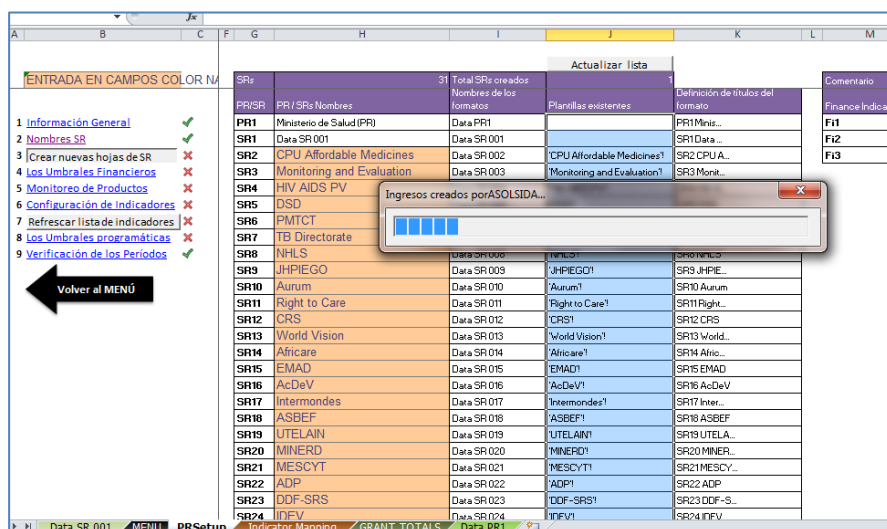 A B C F G H I J K L M
Actualizar lista
ENTRADA EN CAMPOS COLOR NA
SRs 31 Total SRs creados 1 Comentario
PR/SR PR / SRs Nombres Nombres de los formatos Plantillas existentes Definición de títulos del formato Finance Indica
1 Información General
2 Nombres SR
3 Crear nuevas hojas de SR
4 Los Umbrales Financieros
5 Monitoreo de Productos
6 Configuración de Indicadores
7 Refrescar lista de indicadores
8 Los Umbrales programáticas
9 Verificación de los Períodos
Volver al MENÚ
PR1 Ministerio de Salud (PR) Data PR1 PR1 Minis... Fi1
SR1 Data SR 001 Data SR 001 SR1 Data ... Fi2
SR2 CPU Affordable Medicines Data SR 002 'CPU Affordable Medicines'! SR2 CPU A... Fi3
SR3 Monitoring and Evaluation Data SR 003 'Monitoring and Evaluation'! SR3 Monit...
SR4 HIV AIDS PV
SR5 DSD
SR6 PMTCT
SR7 TB Directorate
Ingresos creados porASOLSIDA...
SR8 NHLS Data SR 008 'NHLS'! SR8 NHLS
SR9 JHPIEGO Data SR 009 'JHPIEGO'! SR9 JHPIE...
SR10 Aurum Data SR 010 'Aurum'! SR10 Aurum
SR11 Right to Care Data SR 011 'Right to Care'! SR11 Right...
SR12 CRS Data SR 012 'CRS'! SR12 CRS
SR13 World Vision Data SR 013 'World Vision'! SR13 World...
SR14 Africare Data SR 014 'Africare'! SR14 Afric...
SR15 EMAD Data SR 015 'EMAD'! SR15 EMAD
SR16 AcDeV Data SR 016 'AcDeV'! SR16 AcDeV
SR17 Intermondes Data SR 017 'Intermondes'! SR17 Inter...
SR18 ASBEF Data SR 018 'ASBEF'! SR18 ASBEF
SR19 UTELAIN Data SR 019 'UTELAIN'! SR19 UTELA...
SR20 MINERD Data SR 020 'MINERD'! SR20 MINER...
SR21 MESCYT Data SR 021 'MESCYT'! SR21 MESCY...
SR22 ADP Data SR 022 'ADP'! SR22 ADP
SR23 DDF-SRS Data SR 023 'DDF-SRS'! SR23 DDF-S...
SR24 IDEV Data SR 024 'IDEV'! SR24 IDEV
Data SR 001 MENU PRSetup Indicator Mapping GRANT TOTALS Data PR1